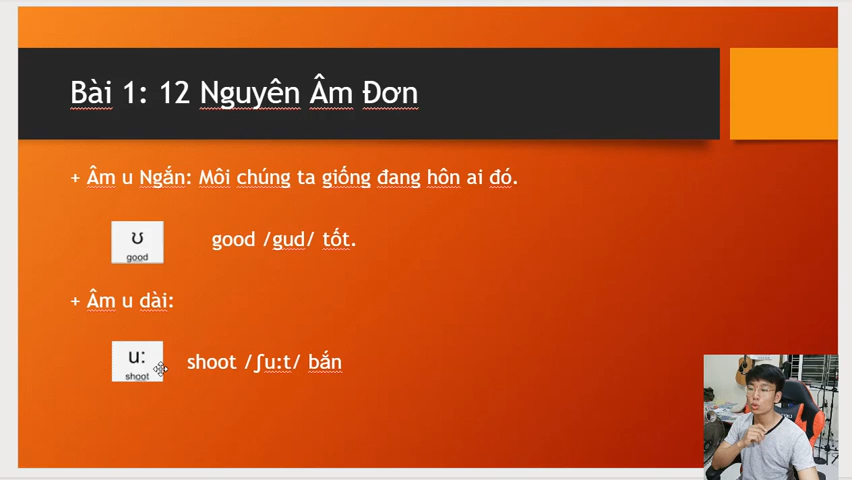 Bài 1: 12 Nguyên Âm Đơn
+ Âm u Ngắn: Môi chúng ta giống đang hôn ai đó.
ʊ
good
good /gud/ tốt.
+ Âm u dài:
u:
shoot
shoot /ʃu:t/ bắn